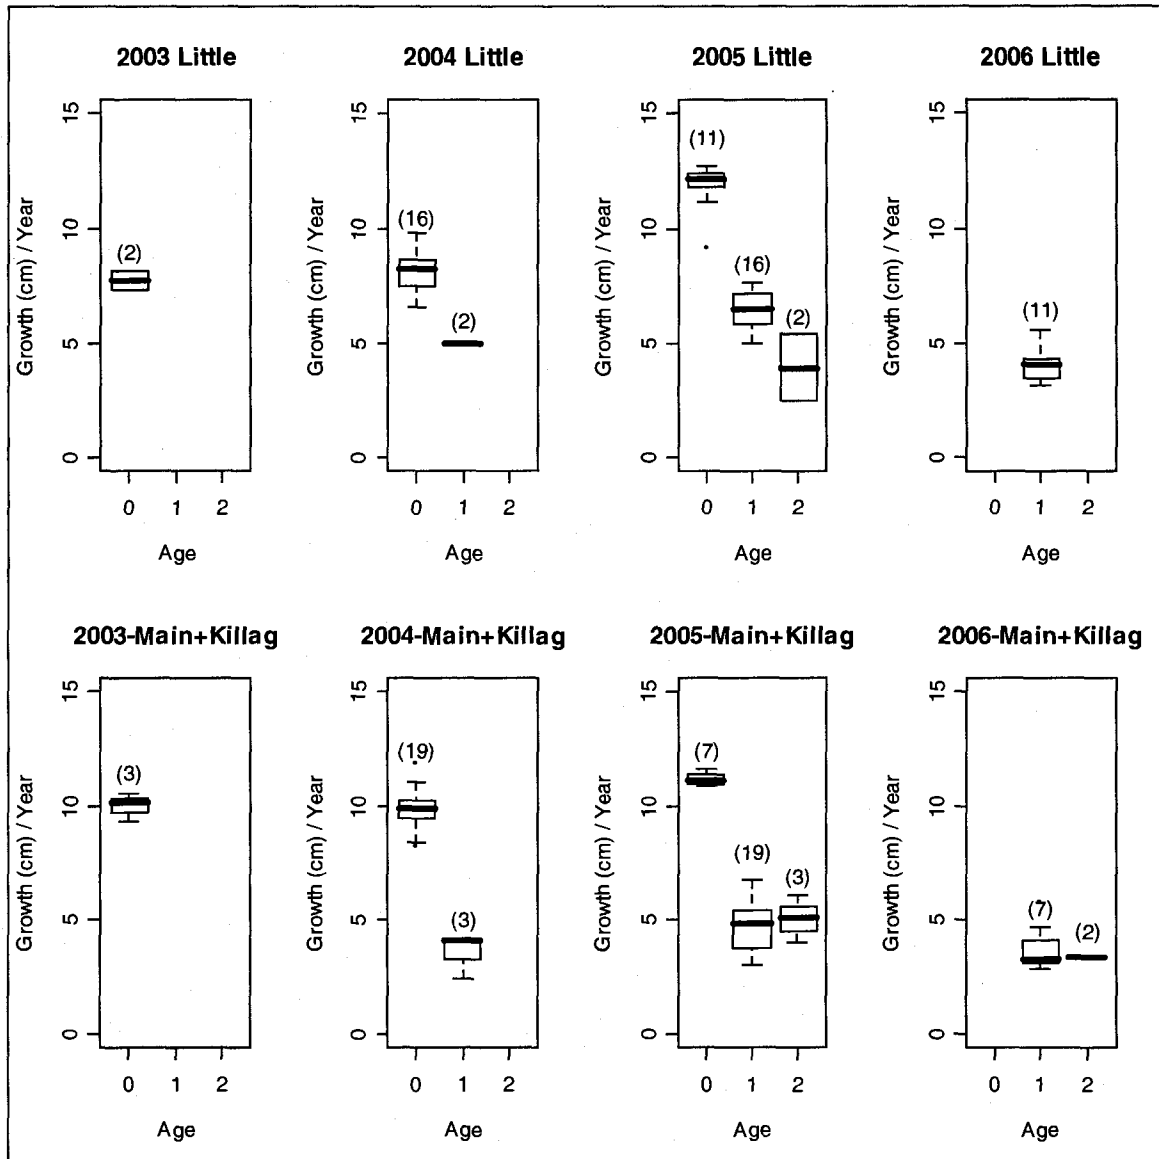 2003 Little
2004 Little
2005 Little
2006 Little
Growth (cm) / Year
15
10
5
0
(2)
0 1 2
Age
Growth (cm) / Year
15
10
5
0
(16)
(2)
0 1 2
Age
Growth (cm) / Year
15
10
5
0
(11)
(16)
(2)
0 1 2
Age
Growth (cm) / Year
15
10
5
0
(11)
0 1 2
Age
2003-Main+Killag
2004-Main+Killag
2005-Main+Killag
2006-Main+Killag
Growth (cm) / Year
15
10
5
0
(3)
0 1 2
Age
Growth (cm) / Year
15
10
5
0
(19)
(3)
0 1 2
Age
Growth (cm) / Year
15
10
5
0
(7)
(19)
(3)
0 1 2
Age
Growth (cm) / Year
15
10
5
0
(7)
(2)
0 1 2
Age